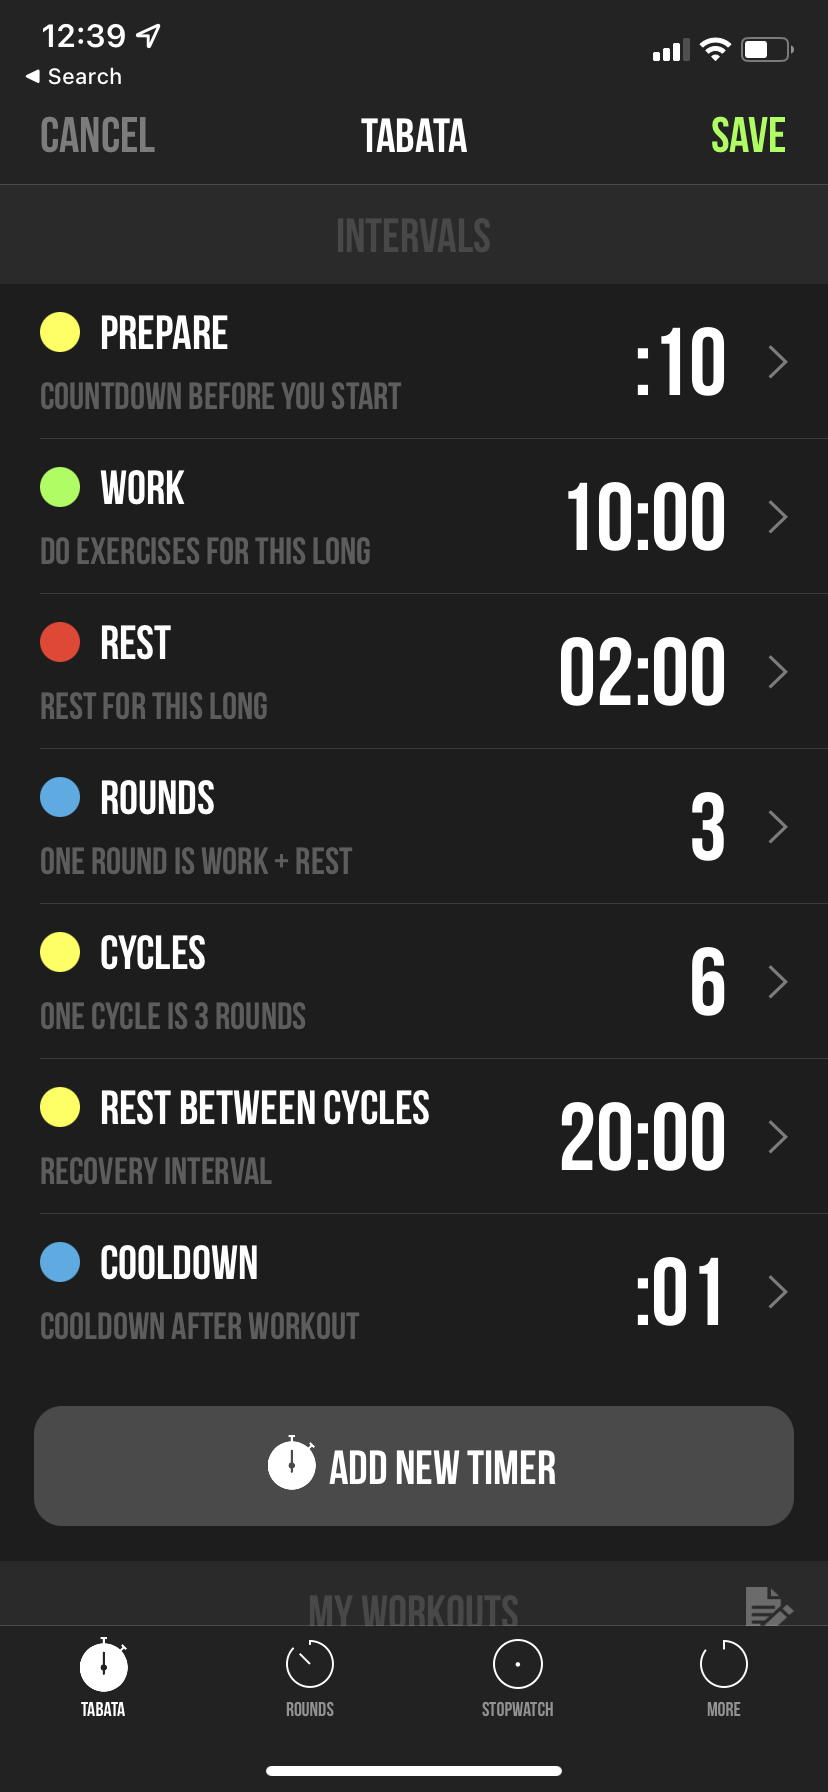 12:39
Search
CANCEL TABATA SAVE
INTERVALS
PREPARE
:10
COUNTDOWN BEFORE YOU START
WORK
10:00
DO EXERCISES FOR THIS LONG
REST
02:00
REST FOR THIS LONG
ROUNDS
3
ONE ROUND IS WORK + REST
CYCLES
6
ONE CYCLE IS 3 ROUNDS
REST BETWEEN CYCLES
20:00
RECOVERY INTERVAL
COOLDOWN
:01
COOLDOWN AFTER WORKOUT
ADD NEW TIMER
MY WORKOUTS
TABATA ROUNDS STOPWATCH MORE